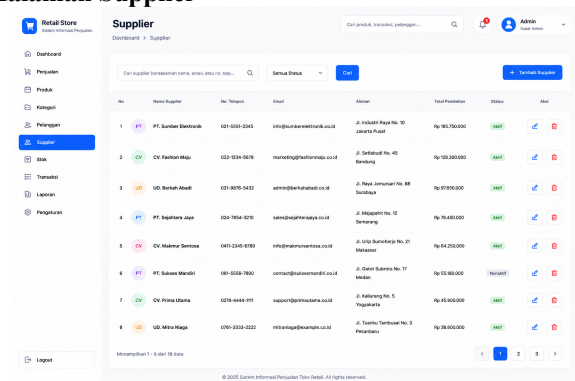 Halaman Supplier
Retail Store
Sistem Informasi Penjualan
Supplier
Dashboard > Supplier
Cari produk, transaksi, pelanggan...
Admin
Super Admin
Dashboard
Penjualan
Produk
Kategori
Pelanggan
Supplier
Stok
Transaksi
Laporan
Pengaturan
Logout
Cari supplier berdasarkan nama, email, atau no. telp...
Semua Status
Cari
+ Tambah Supplier
No Nama Supplier No. Telepon Email Alamat Total Pembelian Status Aksi
1 PT PT. Sumber Elektronik 021-5551-2345 info@sumberelektronik.co.id Jl. Industri Raya No. 10 Jakarta Pusat Rp 185.750.000 Aktif
2 CV CV. Fashion Maju 022-1234-5678 marketing@fashionmaju.co.id Jl. Setiabudi No. 45 Bandung Rp 128.300.000 Aktif
3 UD UD. Berkah Abadi 031-9876-5432 admin@berkahabadi.co.id Jl. Raya Jemursari No. 88 Surabaya Rp 97.650.000 Aktif
4 PT PT. Sejahtera Jaya 024-7654-3210 sales@sejahterajaya.co.id Jl. Majapahit No. 12 Semarang Rp 76.450.000 Aktif
5 CV CV. Makmur Sentosa 0411-2345-6789 info@makmursentosa.co.id Jl. Urip Sumoharjo No. 21 Makassar Rp 64.250.000 Aktif
6 PT PT. Sukses Mandiri 061-5556-7890 contact@suksesmandiri.co.id Jl. Gatot Subroto No. 17 Medan Rp 55.180.000 Nonaktif
7 CV CV. Prima Utama 0274-4444-1111 support@primautama.co.id Jl. Kaliurang No. 5 Yogyakarta Rp 45.900.000 Aktif
8 UD UD. Mitra Niaga 0761-3333-2222 mitraniaga@example.co.id Jl. Tuanku Tambusai No. 3 Pekanbaru Rp 38.600.000 Aktif
Menampilkan 1 - 8 dari 18 data
< 1 2 3 >
© 2025 Sistem Informasi Penjualan Toko Retail. All rights reserved.